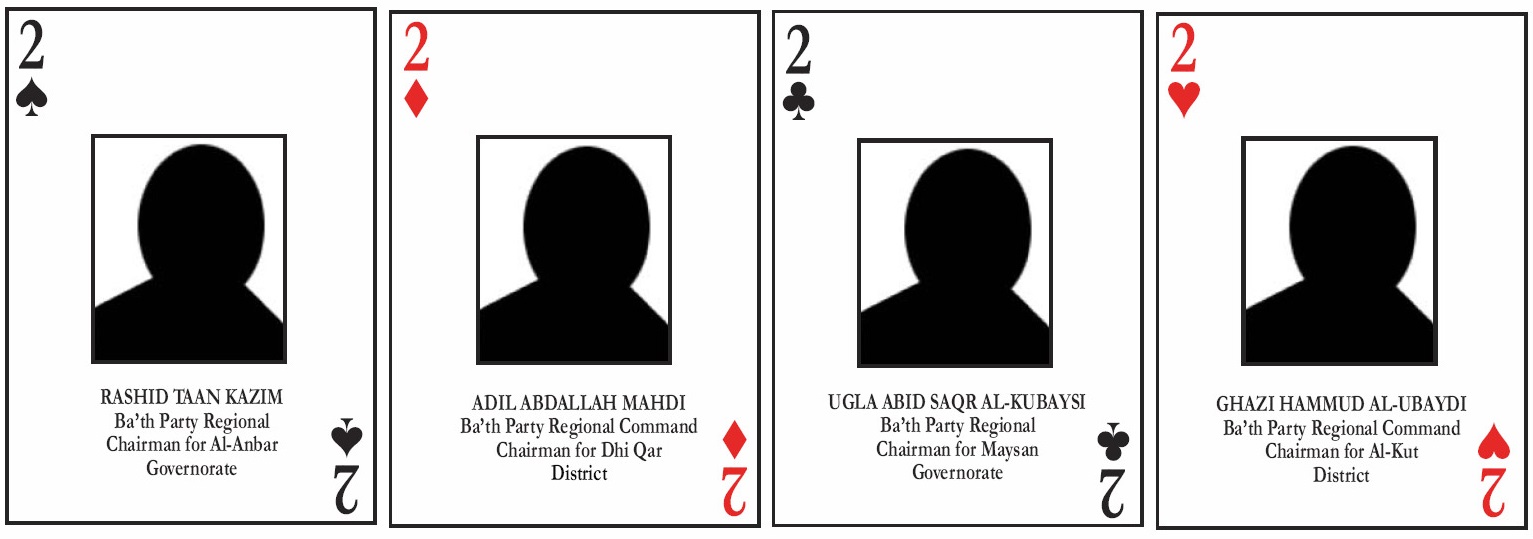 2
RASHID TAAN KAZIM
Ba'th Party Regional
Chairman for Al-Anbar
Governorate
2
2
ADIL ABDALLAH MAHDI
Ba'th Party Regional Command
Chairman for Dhi Qar
District
2
2
UGLA ABID SAQR AL-KUBAYSI
Ba'th Party Regional
Chairman for Maysan
Governorate
2
2
GHAZI HAMMUD AL-UBAYDI
Ba'th Party Regional Command
Chairman for Al-Kut
District
2